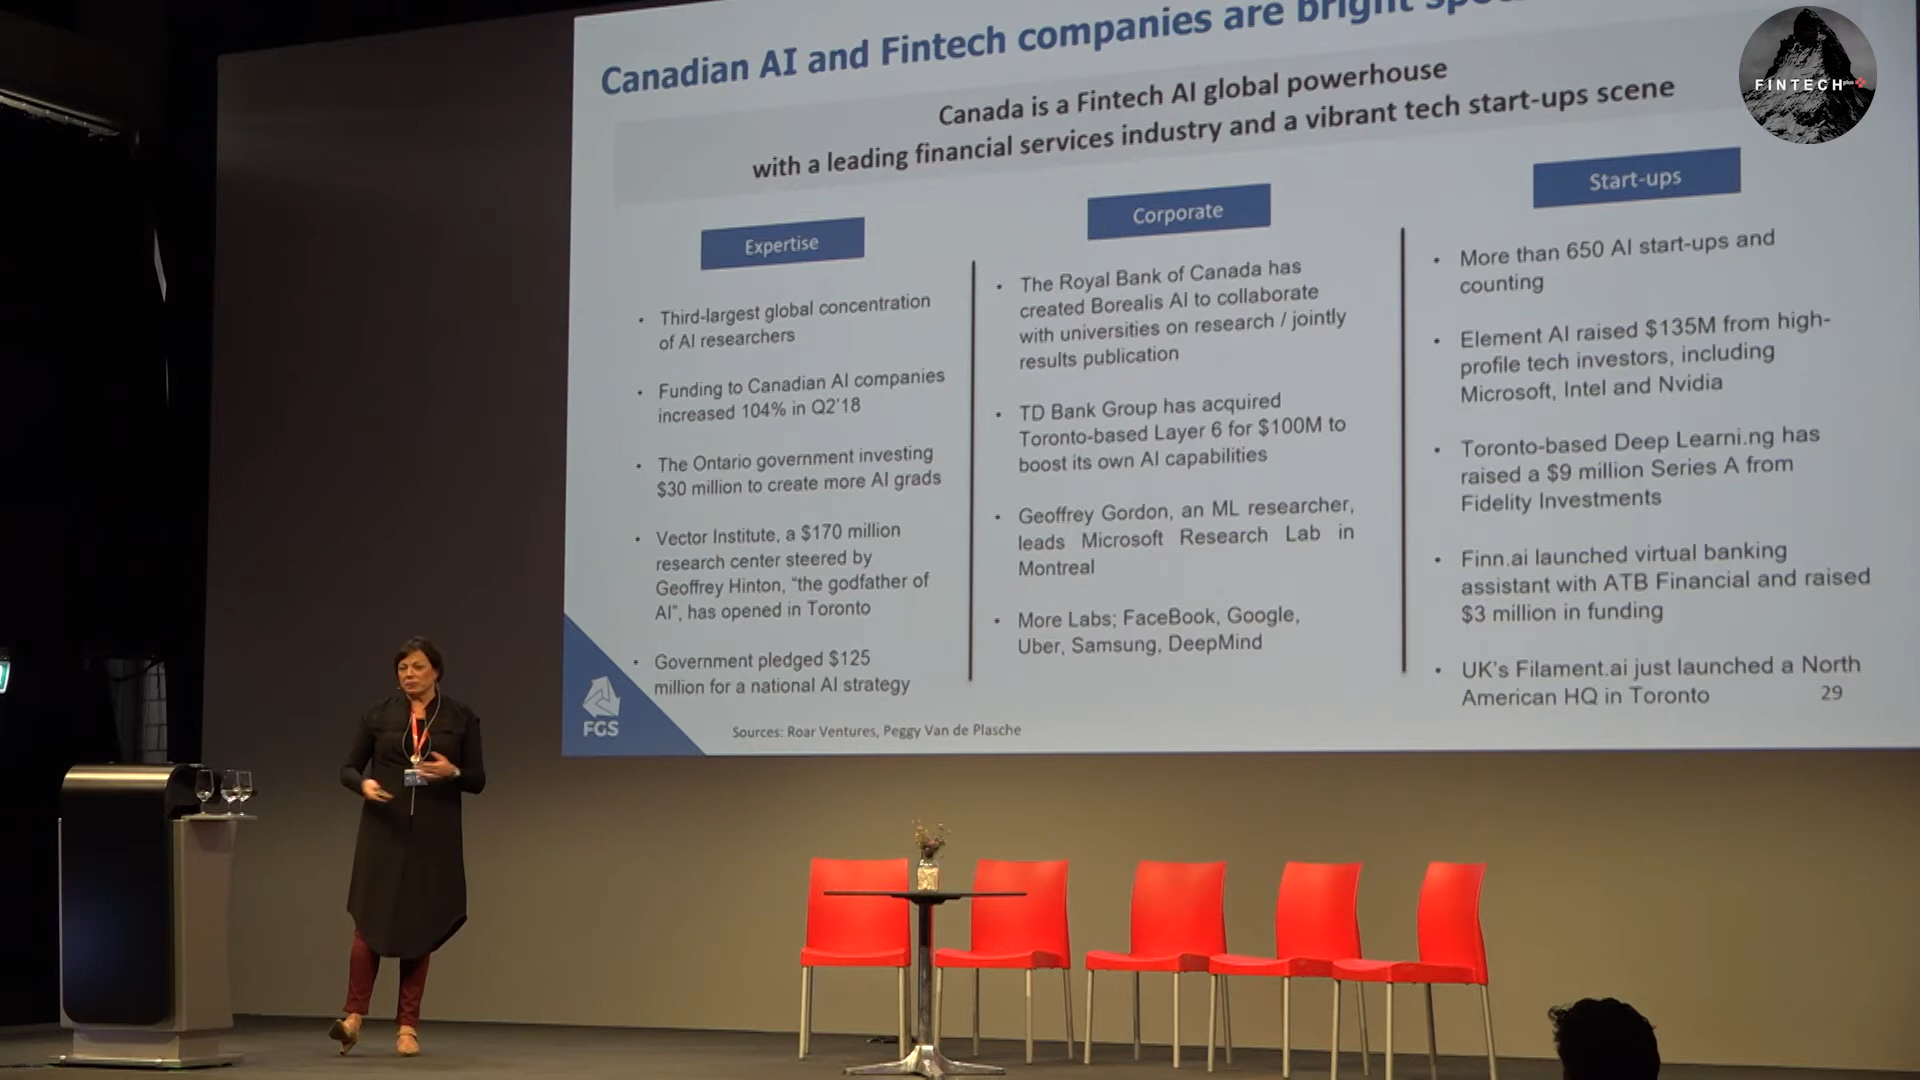 Canadian AI and Fintech companies are bright
Canada is a Fintech AI global powerhouse
with a leading financial services industry and a vibrant tech start-ups scene
Expertise
• Third-largest global concentration
of AI researchers
• Funding to Canadian AI companies
increased 104% in Q2'18
• The Ontario government investing
$30 million to create more AI grads
• Vector Institute, a $170 million
research center steered by
Geoffrey Hinton, “the godfather of
AI”, has opened in Toronto
• Government pledged $125
million for a national AI strategy
Corporate
• The Royal Bank of Canada has
created Borealis AI to collaborate
with universities on research / jointly
results publication
• TD Bank Group has acquired
Toronto-based Layer 6 for $100M to
boost its own AI capabilities
• Geoffrey Gordon, an ML researcher,
leads Microsoft Research Lab in
Montreal
• More Labs; FaceBook, Google,
Uber, Samsung, DeepMind
Start-ups
• More than 650 AI start-ups and
counting
• Element AI raised $135M from high-
profile tech investors, including
Microsoft, Intel and Nvidia
• Toronto-based Deep Learni.ng has
raised a $9 million Series A from
Fidelity Investments
• Finn.ai launched virtual banking
assistant with ATB Financial and raised
$3 million in funding
• UK's Filament.ai just launched a North
American HQ in Toronto
29
FGS
Sources: Roar Ventures, Peggy Van de Plasche
FINTECH plus